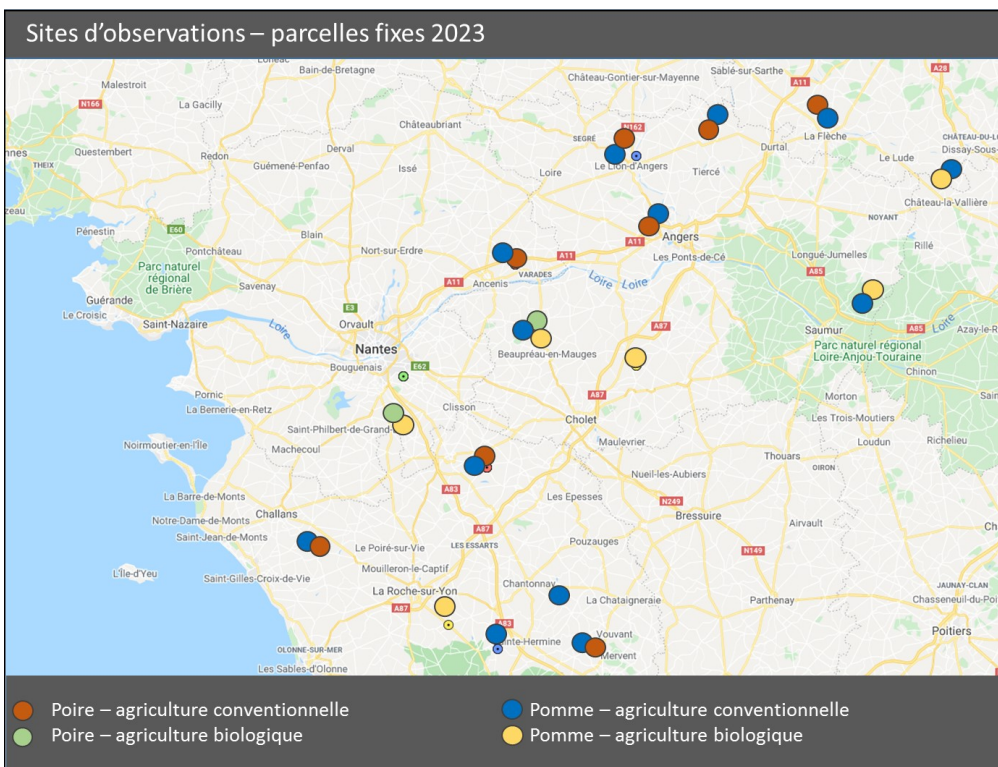 Sites d'observations – parcelles fixes 2023
Bain-de-Bretagne
Malestroit
Château-Gontier-sur-Mayenne
Sablé-sur-Sarthe
A28
A11
N166
La Gacilly
Châteaubriant
N162
SEGRÉ
La Flèche
Questembert
Redon
Derval
Durtal
Dissay-Sous-
THEIX
Guémené-Penfao
Issé
Loire
Le Lion-d'Angers
Tiercé
Le Lude
Château-la-Vallière
NOYANT
Pénestin
E60
Blain
Angers
Pontchâteau
Nort-sur-Erdre
A11
A11
Les Ponts-de-Cé
Longué-Jumelles
Rillé
Parc naturel
régional
de Brière
VARADES
Loire
Loire
A85
Savenay
A11
Ancenis
Guérande
Le Croisic
Saint-Nazaire
Loire
E3
Orvault
A87
Saumur
A85
Loire
Azay-le-R
Nantes
Beaupréau-en-Mauges
Parc naturel régional
Loire-Anjou-Touraine
Bouguenais
E62
Chinon
Pornic
A87
Morton
La Bernerie-en-Retz
Clisson
Cholet
Les Trois-Moutiers
Saint-Philbert-de-Grand-
Noirmoutier-en-l'Île
Machecoul
Maulevrier
Loudun
Richelieu
Thouars
OIRON
Nueil-les-Aubiers
La Barre-de-Monts
A83
Les Epesses
N249
Notre-Dame-de-Monts
Challans
Bressuire
Airvault
Saint-Jean-de-Monts
A87
LES ESSARTS
Pouzauges
N149
Le Poiré-sur-Vie
L'Île-d'Yeu
Saint-Gilles-Croix-de-Vie
Mouilleron-le-Captif
Chantonnay
JAUNAY-CLAN
La Roche-sur-Yon
La Chataigneraie
Parthenay
Chasseneuil-du-Poi
A87
A83
Vouvant
Poitiers
OLONNE-SUR-MER
Mervent
Les Sables-d'Olonne
Poire – agriculture conventionnelle
Pomme – agriculture conventionnelle
Poire – agriculture biologique
Pomme – agriculture biologique